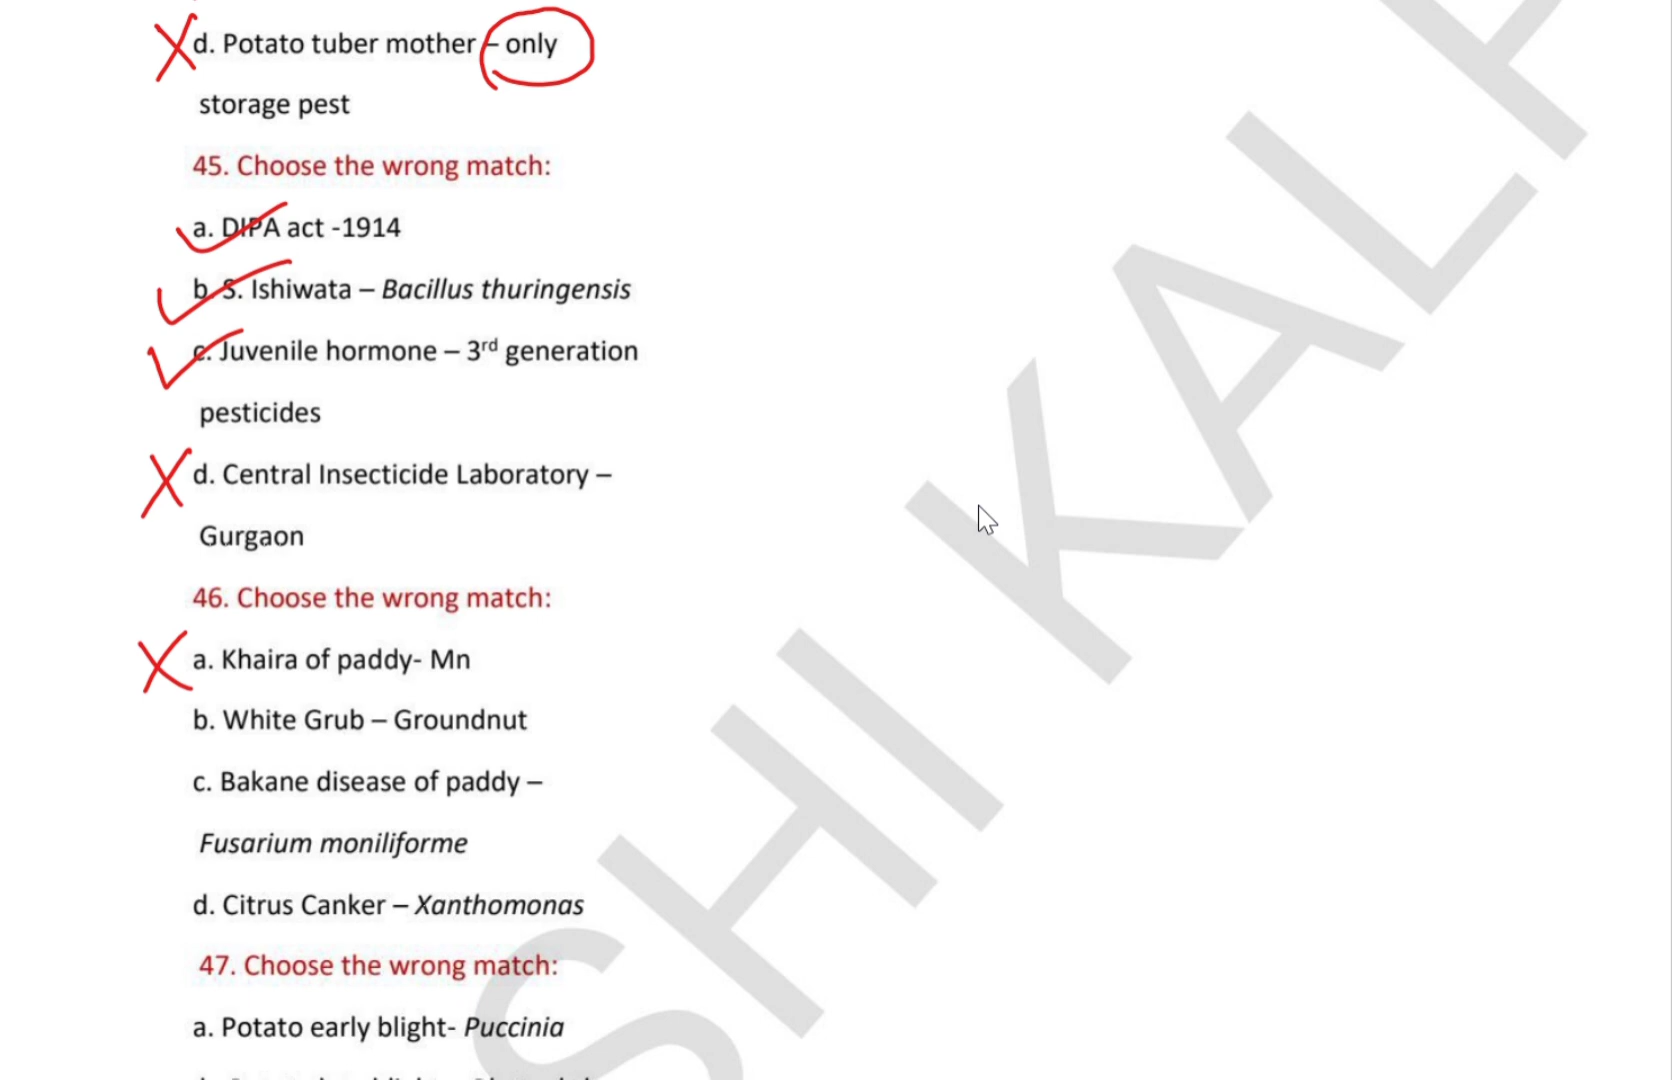 d. Potato tuber mother – only
storage pest
45. Choose the wrong match:
a. DIPA act -1914
b. S. Ishiwata – Bacillus thuringensis
c. Juvenile hormone – 3rd generation
pesticides
d. Central Insecticide Laboratory –
Gurgaon
46. Choose the wrong match:
a. Khaira of paddy- Mn
b. White Grub – Groundnut
c. Bakane disease of paddy –
Fusarium moniliforme
d. Citrus Canker – Xanthomonas
47. Choose the wrong match:
a. Potato early blight- Puccinia
SHI KAL